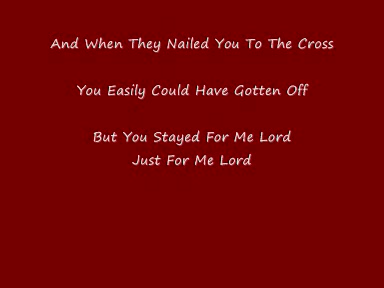 And When They Nailed You To The Cross
You Easily Could Have Gotten Off
But You Stayed For Me Lord
Just For Me Lord